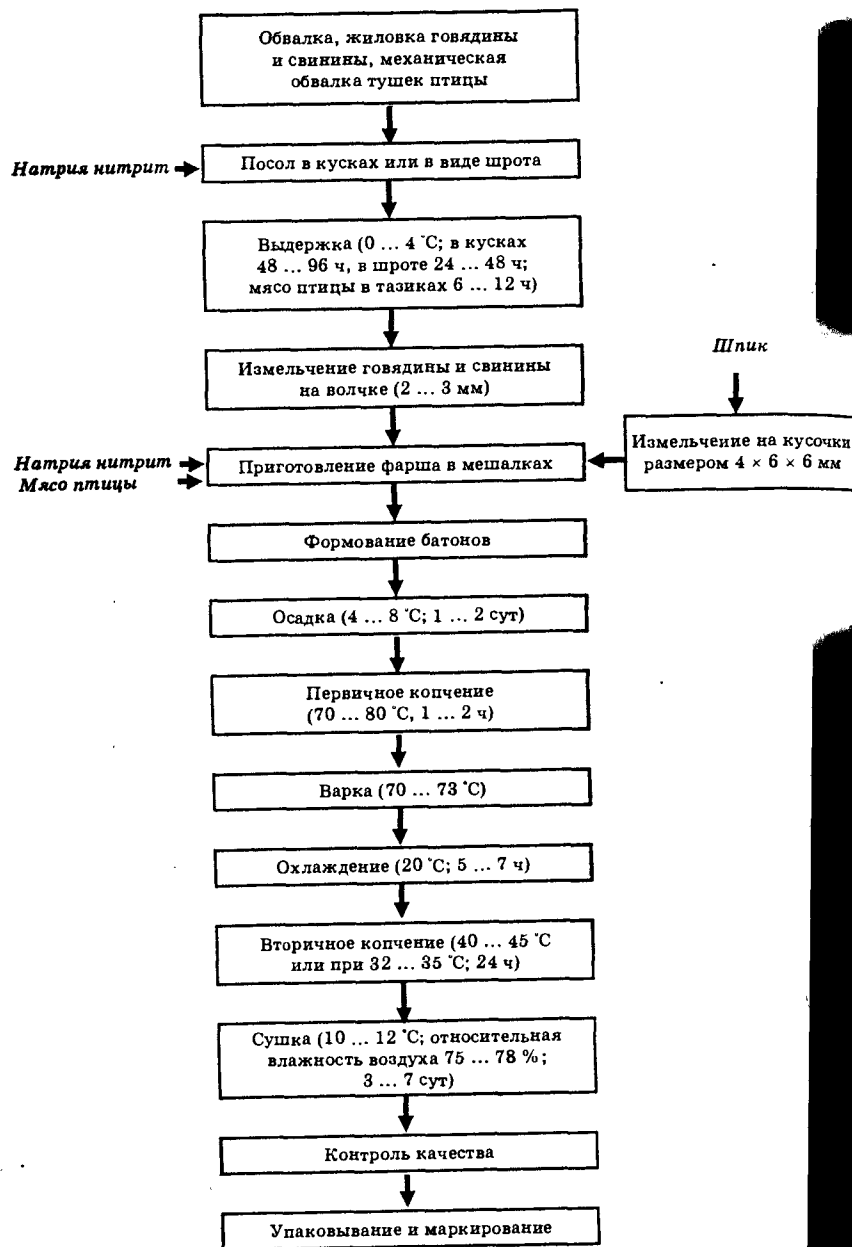 Обвалка, жиловка говядины
и свинины, механическая
обвалка тушек птицы
Натрия нитрит
Посол в кусках или в виде шрота
Выдержка (0 ... 4 °С; в кусках
48 ... 96 ч, в шроте 24 ... 48 ч;
мясо птицы в тазиках 6 ... 12 ч)
Измельчение говядины и свинины
на волчке (2 ... 3 мм)
Шпик
Измельчение на кусочки
размером 4 × 6 × 6 мм
Натрия нитрит
Мясо птицы
Приготовление фарша в мешалках
Формование батонов
Осадка (4 ... 8 °С; 1 ... 2 сут)
Первичное копчение
(70 ... 80 °С, 1 ... 2 ч)
Варка (70 ... 73 °С)
Охлаждение (20 °С; 5 ... 7 ч)
Вторичное копчение (40 ... 45 °С
или при 32 ... 35 °С; 24 ч)
Сушка (10 ... 12 °С; относительная
влажность воздуха 75 ... 78 %;
3 ... 7 сут)
Контроль качества
Упаковывание и маркирование